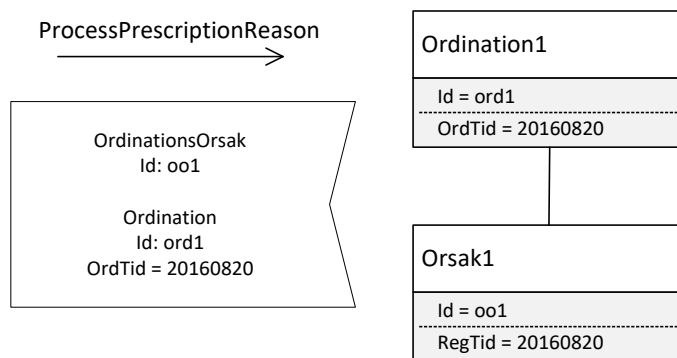 ProcessPrescriptionReason
OrdinationsOrsak
Id: oo1
Ordination
Id: ord1
OrdTid = 20160820
Ordination1
Id = ord1
OrdTid = 20160820
Orsak1
Id = oo1
RegTid = 20160820